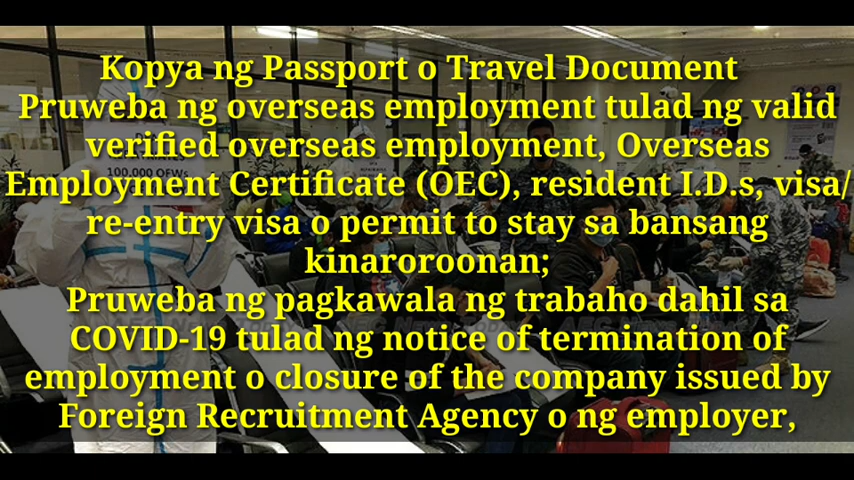 Kopya ng Passport o Travel Document
Pruweba ng overseas employment tulad ng valid
verified overseas employment, Overseas
Employment Certificate (OEC), resident I.D.s, visa/
re-entry visa o permit to stay sa bansang
kinaroroonan;
Pruweba ng pagkawala ng trabaho dahil sa
COVID-19 tulad ng notice of termination of
employment o closure of the company issued by
Foreign Recruitment Agency o ng employer,
100,000 OFWs